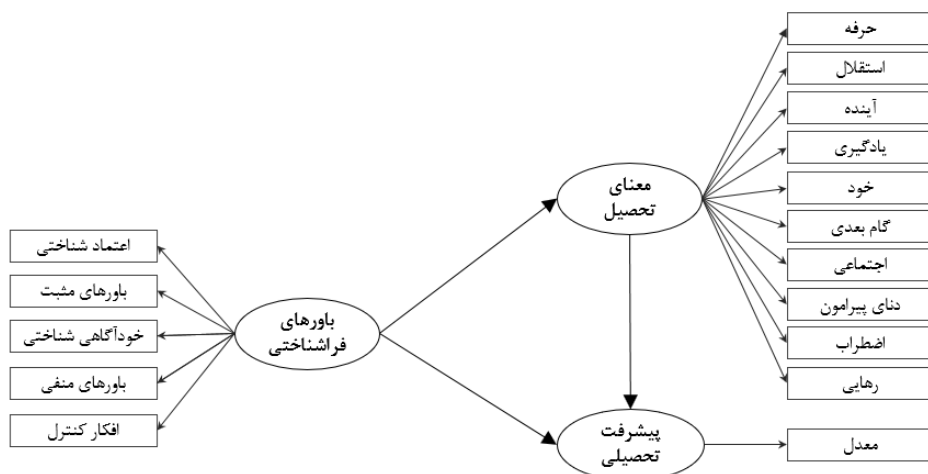 حرفه
استقلال
آینده
یادگیری
خود
گام بعدی
اجتماعی
دنای پیرامون
اضطراب
رهایی
معدل
معنای
تحصیل
پیشرفت
تحصیلی
باورهای
فراشناختی
اعتماد شناختی
باورهای مثبت
خودآگاهی شناختی
باورهای منفی
افکار کنترل